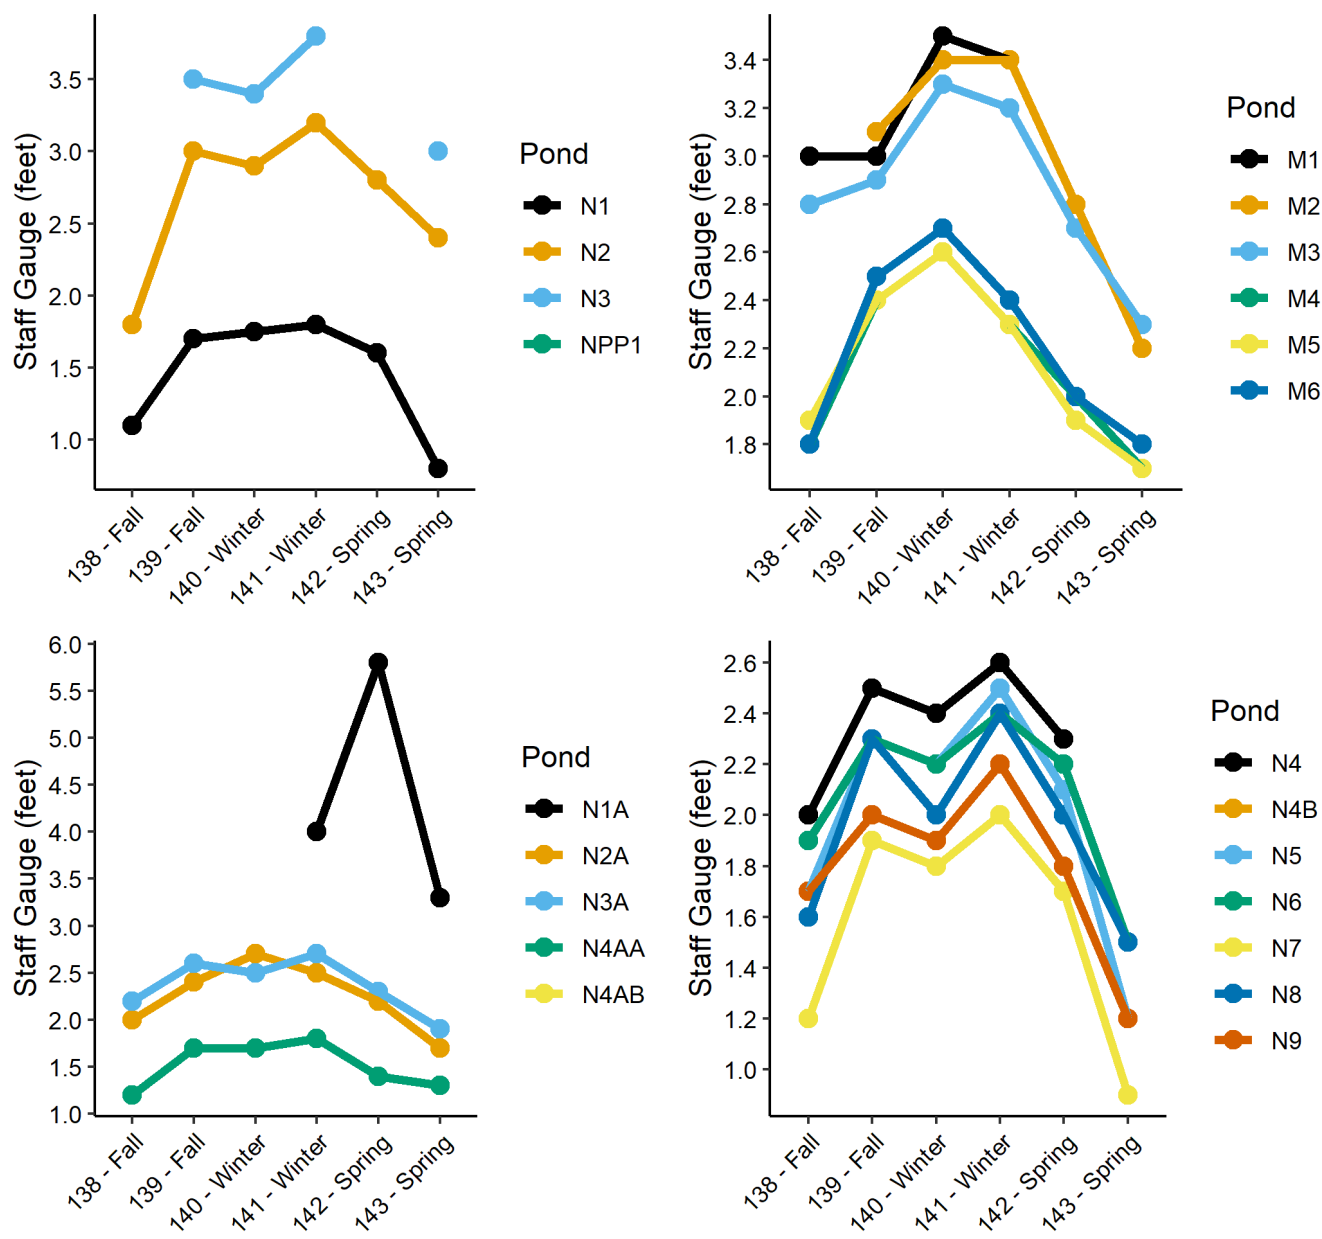 Staff Gauge (feet)
3.5
3.0
2.5
2.0
1.5
1.0
138 - Fall
139 - Fall
140 - Winter
141 - Winter
142 - Spring
143 - Spring
Pond
N1
N2
N3
NPP1
Staff Gauge (feet)
3.4
3.2
3.0
2.8
2.6
2.4
2.2
2.0
1.8
138 - Fall
139 - Fall
140 - Winter
141 - Winter
142 - Spring
143 - Spring
Pond
M1
M2
M3
M4
M5
M6
Staff Gauge (feet)
6.0
5.5
5.0
4.5
4.0
3.5
3.0
2.5
2.0
1.5
1.0
138 - Fall
139 - Fall
140 - Winter
141 - Winter
142 - Spring
143 - Spring
Pond
N1A
N2A
N3A
N4AA
N4AB
Staff Gauge (feet)
2.6
2.4
2.2
2.0
1.8
1.6
1.4
1.2
1.0
138 - Fall
139 - Fall
140 - Winter
141 - Winter
142 - Spring
143 - Spring
Pond
N4
N4B
N5
N6
N7
N8
N9